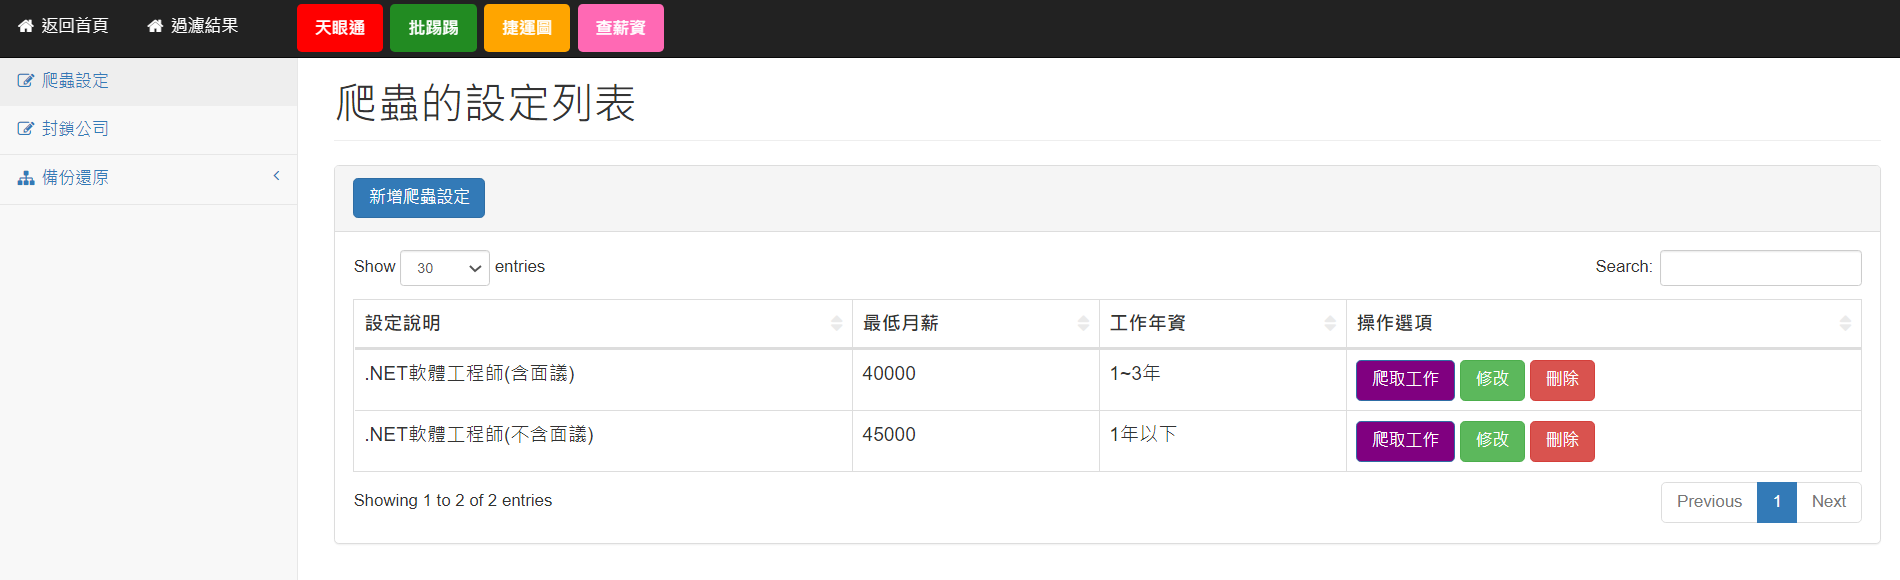 返回首頁 過濾結果 天眼通 批踢踢 捷運圖 查薪資
爬蟲設定
封鎖公司
備份還原
爬蟲的設定列表
新增爬蟲設定
Show 30 entries Search:
設定說明 最低月薪 工作年資 操作選項
.NET軟體工程師(含面議) 40000 1~3年 爬取工作 修改 刪除
.NET軟體工程師(不含面議) 45000 1年以下 爬取工作 修改 刪除
Showing 1 to 2 of 2 entries Previous 1 Next